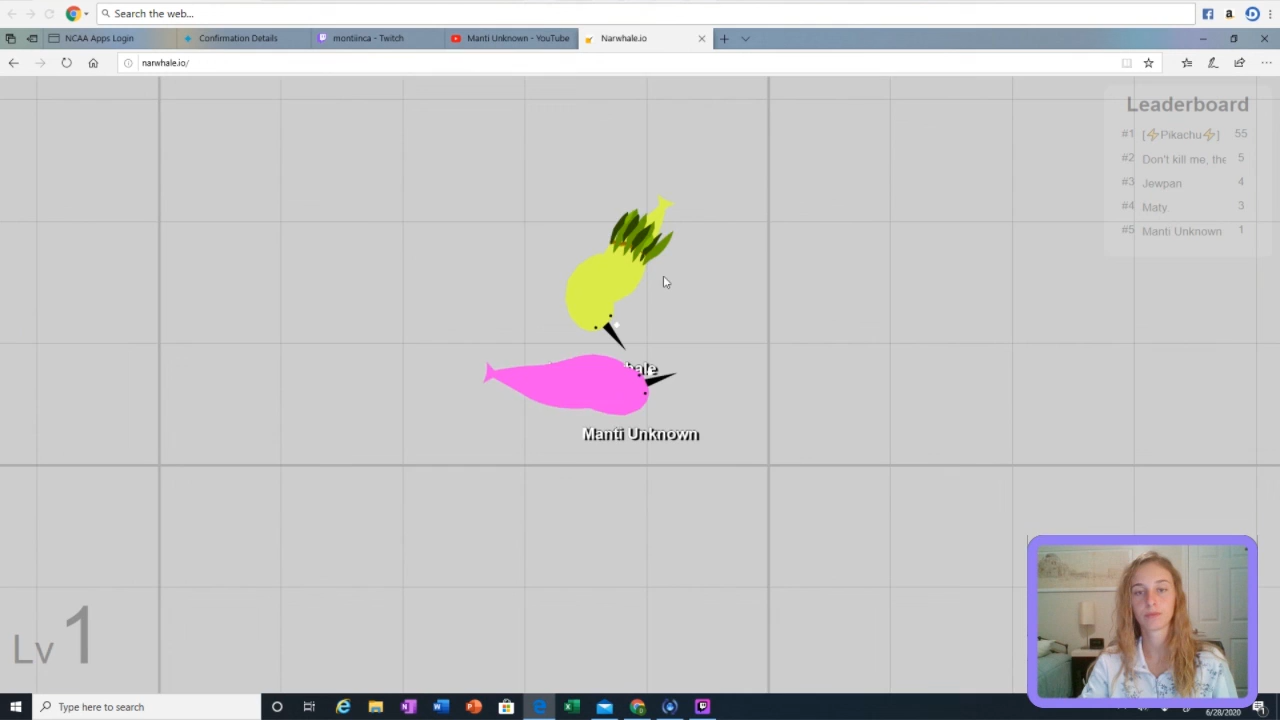 Search the web...
NCAA Apps Login
Confirmation Details
montiinca - Twitch
Manti Unknown - YouTube
Narwhale.io
narwhale.io/
Leaderboard
#1 [⚡Pikachu⚡] 55
#2 Don't kill me, the 5
#3 Jewpan 4
#4 Maty. 3
#5 Manti Unknown 1
hale
Manti Unknown
Lv 1
Type here to search
6/28/2020